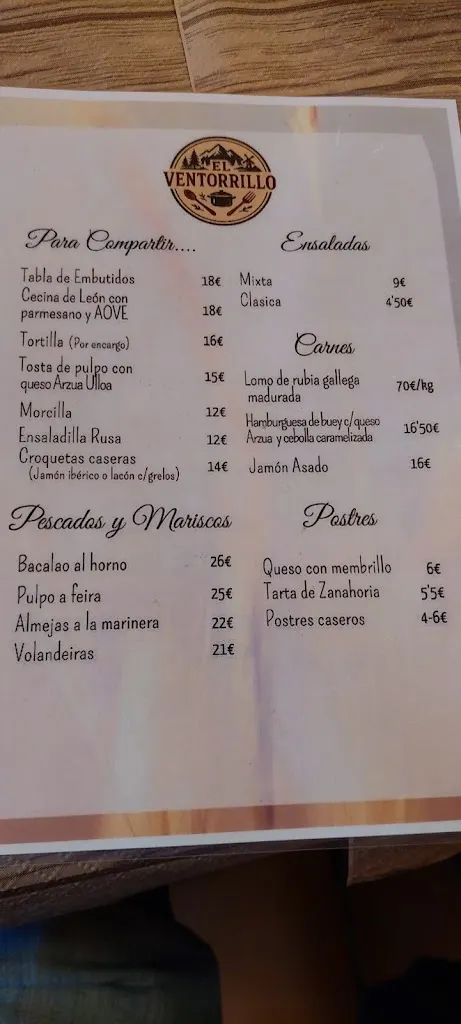 EL
VENTORRILLO
Para Compartir....
Tabla de Embutidos 18€
Cecina de León con
parmesano y AOVE 18€
Tortilla (Por encargo) 16€
Tosta de pulpo con
queso Arzua Ulloa 15€
Morcilla 12€
Ensaladilla Rusa 12€
Croquetas caseras
(Jamón ibérico o lacón c/grelos) 14€
Ensaladas
Mixta 9€
Clasica 4'50€
Carnes
Lomo de rubia gallega
madurada 70€/kg
Hamburguesa de buey c/queso
Arzua y cebolla caramelizada 16'50€
Jamón Asado 16€
Pescados y Mariscos
Bacalao al horno 26€
Pulpo a feira 25€
Almejas a la marinera 22€
Volandeiras 21€
Postres
Queso con membrillo 6€
Tarta de Zanahoria 5'5€
Postres caseros 4-6€